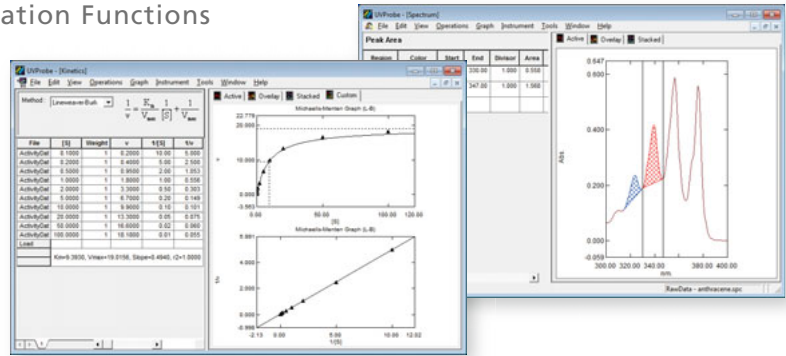 ation Functions
UVProbe - [Spectrum]
File Edit View Operations Graph Instrument Tools Window Help
Peak Area
Active Overlay Stacked
Region Color Start End Divisor Area
330.00 1.000 0.558
347.00 1.000 1.568
0.647
0.600
0.400
0.200
0.000
-0.059
Abs.
300.00 320.00 340.00 380.00 400.00
nm.
RawData - anthracene.spc
UVProbe - [Kinetics]
File Edit View Operations Graph Instrument Tools Window Help
Method: Lineweaver-Burk
1/v = Km/Vmax 1/[S] + 1/Vmax
Active Overlay Stacked Custom
File [S] Weight v 1/[S] 1/v
ActivityDat 0.1000 1 0.2000 10.00 5.000
ActivityDat 0.2000 1 0.4000 5.00 2.500
ActivityDat 0.5000 1 0.9500 2.00 1.053
ActivityDat 1.0000 1 1.8000 1.00 0.556
ActivityDat 2.0000 1 3.3000 0.50 0.303
ActivityDat 5.0000 1 6.7000 0.20 0.149
ActivityDat 10.0000 1 9.9000 0.10 0.101
ActivityDat 20.0000 1 13.3000 0.05 0.075
ActivityDat 50.0000 1 16.6000 0.02 0.060
ActivityDat 100.0000 1 18.1800 0.01 0.055
Load
Km=9.3930, Vmax=19.0156, Slope=0.4940, r2=1.0000
Michaelis-Menten Graph (L-B)
22.778
20.000
10.000
0.000
-3.563
v
0.00 50.00 100.00 120.00
[S]
Michaelis-Menten Graph (L-B)
4.000
2.000
0.000
1/v
-2.13 0.00 5.00 10.00 12.02
1/[S]